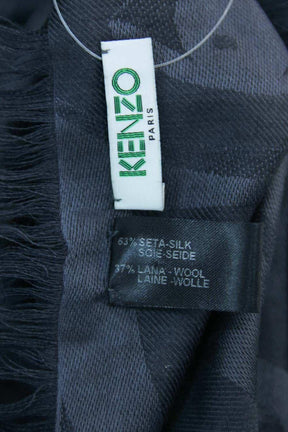 KENZO
PARIS
63% SETA-SILK
SOIE-SEIDE
37% LANA-WOOL
LAINE-WOLLE